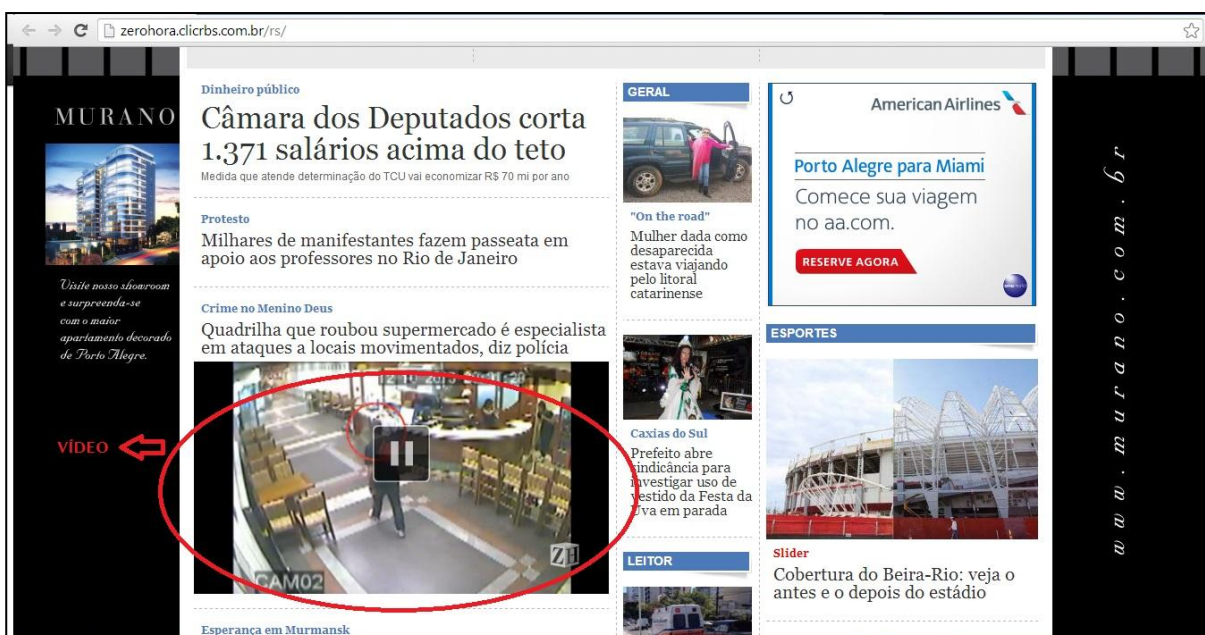 zerohora.clicrbs.com.br/rs/
MURANO
Visite nosso showroom
e surpreenda-se
com o maior
apartamento decorado
de Porto Alegre.
VÍDEO
Dinheiro público
Câmara dos Deputados corta
1.371 salários acima do teto
Medida que atende determinação do TCU vai economizar R$ 70 mi por ano
Protesto
Milhares de manifestantes fazem passeata em
apoio aos professores no Rio de Janeiro
Crime no Menino Deus
Quadrilha que roubou supermercado é especialista
em ataques a locais movimentados, diz polícia
ZH
CAM02
Esperança em Murmansk
GERAL
"On the road"
Mulher dada como
desaparecida
estava viajando
pelo litoral
catarinense
Caxias do Sul
Prefeito abre
sindicância para
investigar uso de
vestido da Festa da
Uva em parada
LEITOR
American Airlines
Porto Alegre para Miami
Comece sua viagem
no aa.com.
RESERVE AGORA
ESPORTES
Slider
Cobertura do Beira-Rio: veja o
antes e o depois do estádio
www.murano.com.br